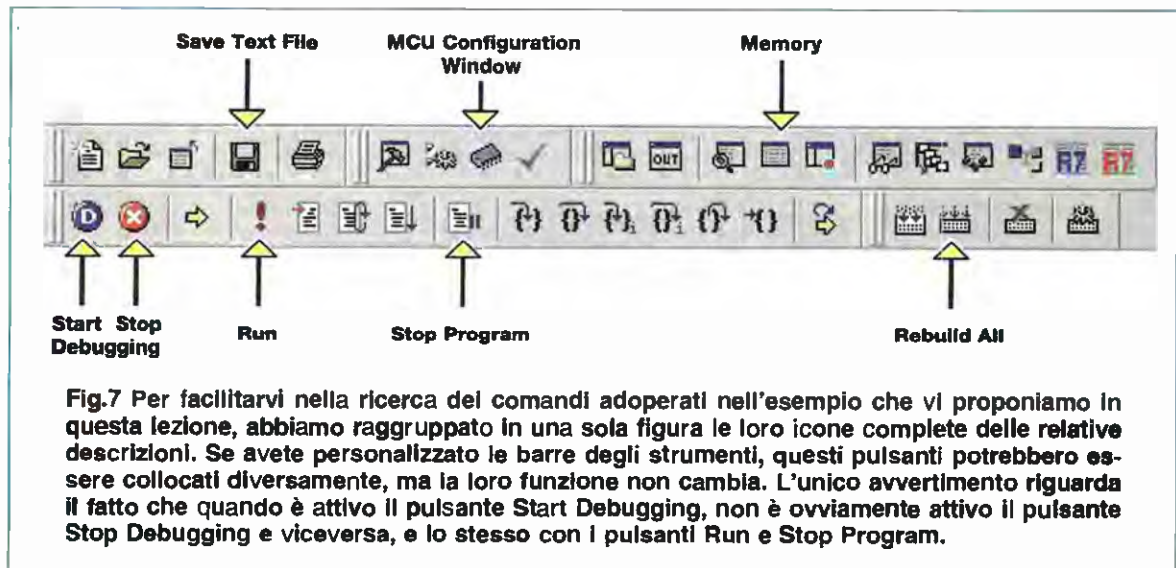 Save Text File
MCU Configuration
Window
Memory
OUT
R7
R7
D
Start Stop
Debugging
Run
Stop Program
Rebuild All
Fig.7 Per facilitarvi nella ricerca dei comandi adoperati nell'esempio che vi proponiamo in
questa lezione, abbiamo raggruppato in una sola figura le loro icone complete delle relative
descrizioni. Se avete personalizzato le barre degli strumenti, questi pulsanti potrebbero es-
sere collocati diversamente, ma la loro funzione non cambia. L'unico avvertimento riguarda
il fatto che quando è attivo il pulsante Start Debugging, non è ovviamente attivo il pulsante
Stop Debugging e viceversa, e lo stesso con i pulsanti Run e Stop Program.